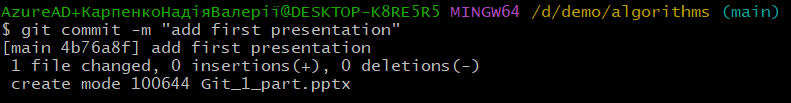 AzureAD+КарпенкоНадіяВалерії@DESKTOP-K8RE5R5 MINGW64 /d/demo/algorithms (main)
$ git commit -m "add first presentation"
[main 4b76a8f] add first presentation
 1 file changed, 0 insertions(+), 0 deletions(-)
 create mode 100644 Git_1_part.pptx